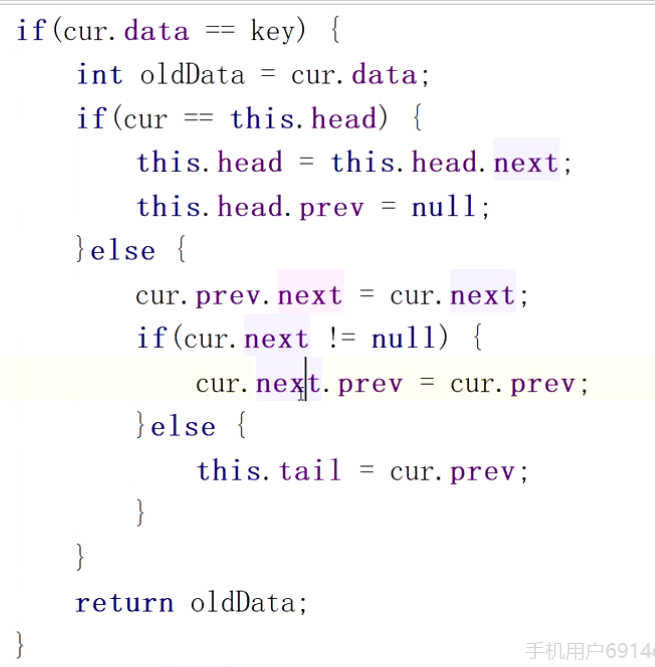 if(cur.data == key) {
    int oldData = cur.data;
    if(cur == this.head) {
        this.head = this.head.next;
        this.head.prev = null;
    }else {
        cur.prev.next = cur.next;
        if(cur.next != null) {
            cur.next.prev = cur.prev;
        }else {
            this.tail = cur.prev;
        }
    }
    return oldData;
}
手机用户6914